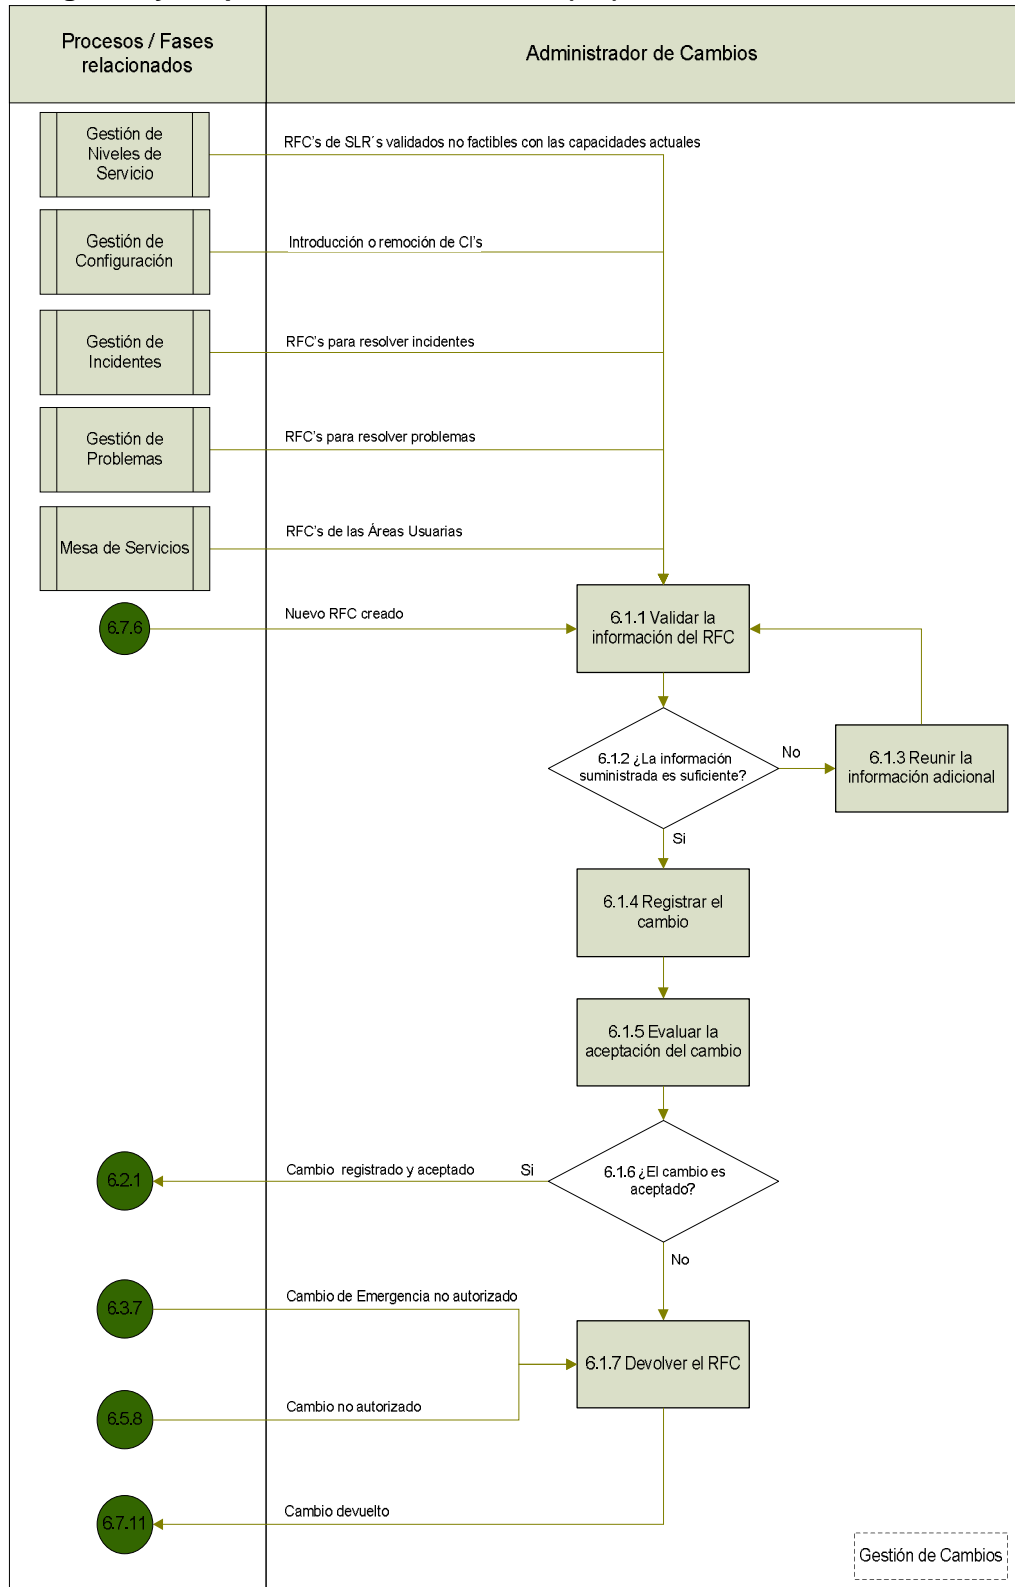 Procesos / Fases
relacionados
Administrador de Cambios
Gestión de
Niveles de
Servicio
RFC's de SLR´s validados no factibles con las capacidades actuales
Gestión de
Configuración
Introducción o remoción de CI's
Gestión de
Incidentes
RFC's para resolver incidentes
Gestión de
Problemas
RFC's para resolver problemas
Mesa de Servicios
RFC's de las Áreas Usuarias
6.7.6
Nuevo RFC creado
6.1.1 Validar la
información del RFC
6.1.2 ¿La información
suministrada es suficiente?
No
6.1.3 Reunir la
información adicional
Si
6.1.4 Registrar el
cambio
6.1.5 Evaluar la
aceptación del cambio
6.2.1
Cambio registrado y aceptado
Si
6.1.6 ¿El cambio es
aceptado?
No
6.3.7
Cambio de Emergencia no autorizado
6.1.7 Devolver el RFC
6.5.8
Cambio no autorizado
6.7.11
Cambio devuelto
Gestión de Cambios